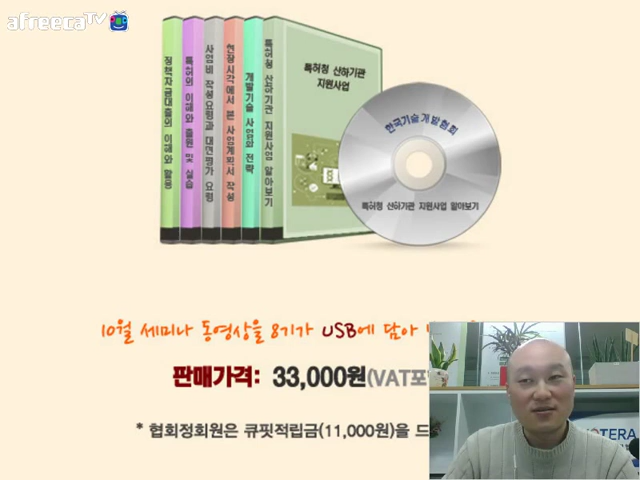 afreecaTV
정책자금대출의 이해와 활용
특허의 이해와 출원 및 실습
사업비 작성요령과 대면평가 요령
현장시각에서 본 사업계획서 작성
개발기술 사업화 전략
특허청 산하기관 지원사업 알아보기
특허청 산하기관
지원사업
한국기술개발협회
특허청 산하기관 지원사업 알아보기
10월 세미나 동영상을 8기가 USB에 담아
판매가격: 33,000원(VAT포
* 협회정회원은 큐핏적립금(11,000원)을 드
OTERA